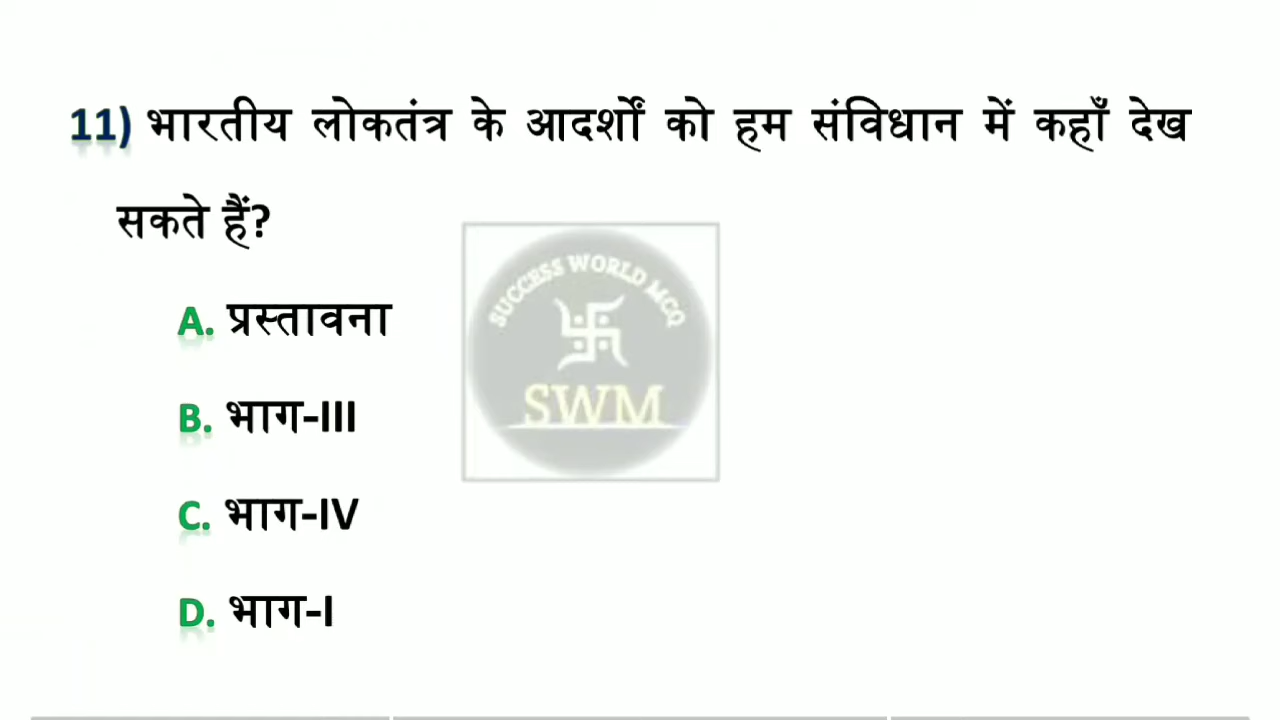 11) भारतीय लोकतंत्र के आदर्शों को हम संविधान में कहाँ देख
सकते हैं?
A. प्रस्तावना
B. भाग-III
C. भाग-IV
D. भाग-I
SUCCESS WORLD MCQ
SWM